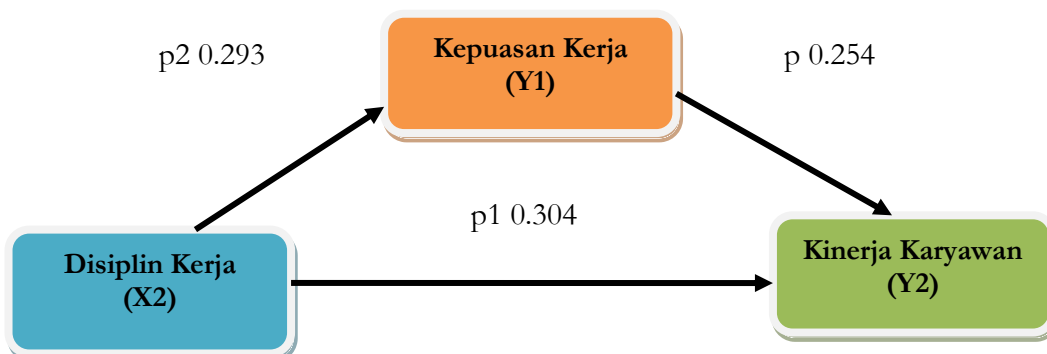 p2 0.293
Kepuasan Kerja
(Y1)
p 0.254
p1 0.304
Disiplin Kerja
(X2)
Kinerja Karyawan
(Y2)